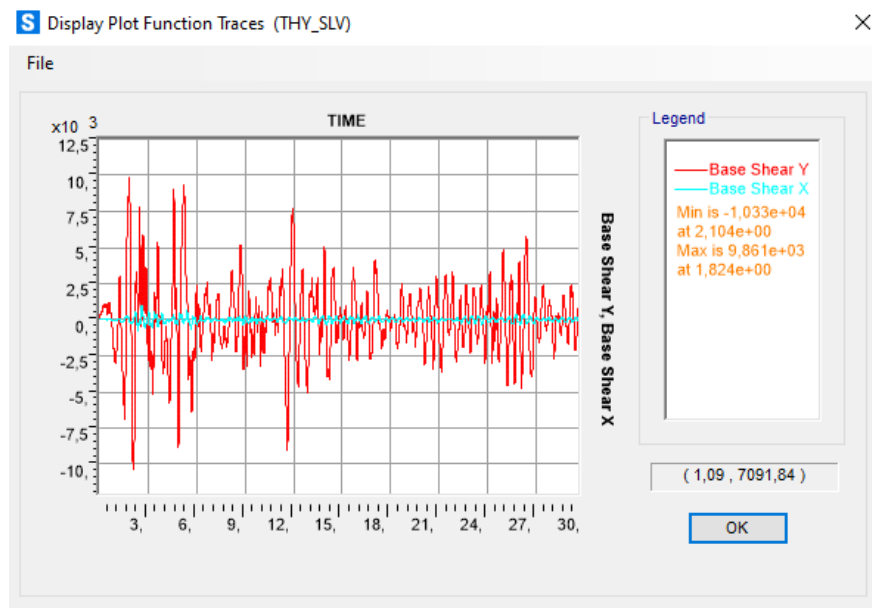 S Display Plot Function Traces (THY_SLV)
File
TIME
x10 3
12,5
10,
7,5
5,
2,5
0,
-2,5
-5,
-7,5
-10,
3, 6, 9, 12, 15, 18, 21, 24, 27, 30,
Base Shear Y, Base Shear X
Legend
Base Shear Y
Base Shear X
Min is -1,033e+04
at 2,104e+00
Max is 9,861e+03
at 1,824e+00
( 1,09 , 7091,84 )
OK